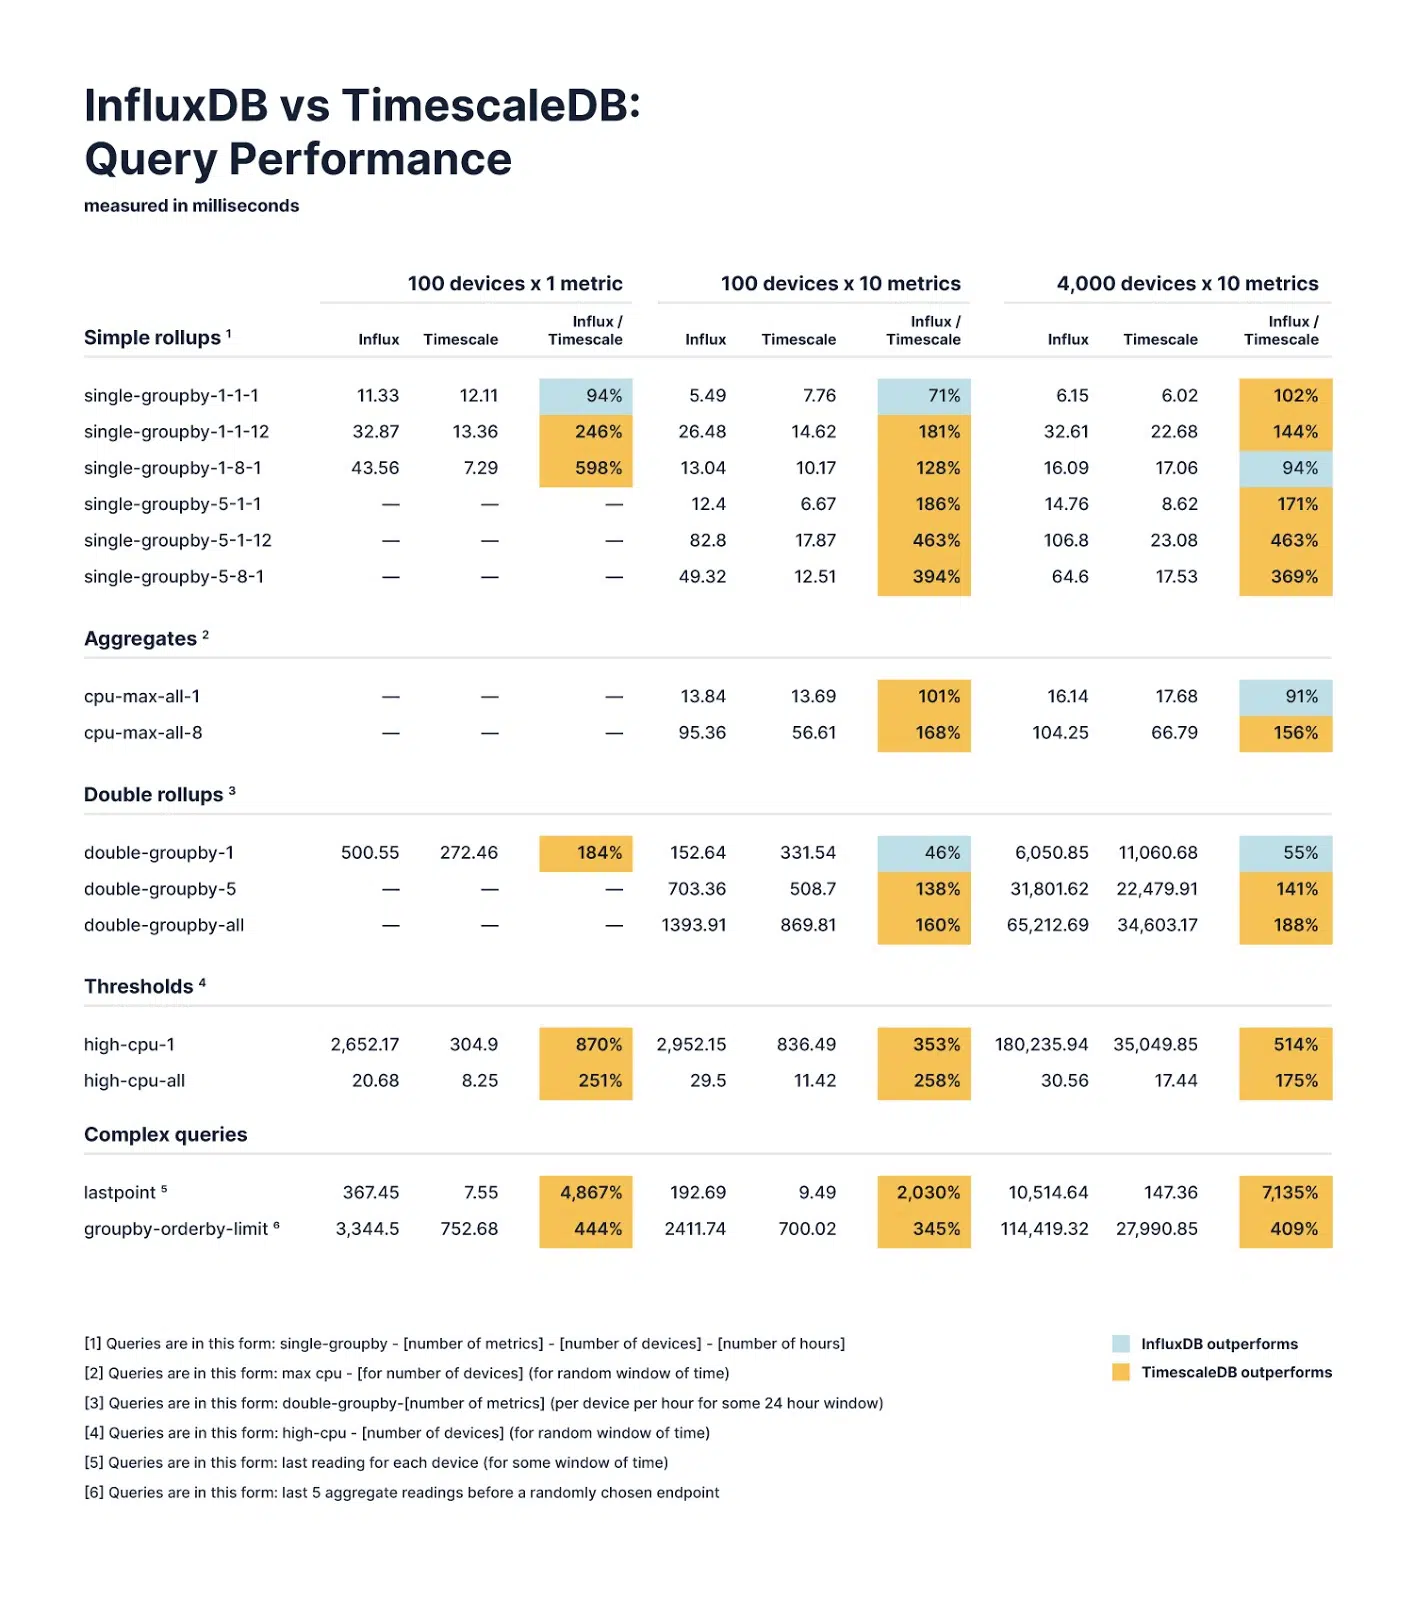 InfluxDB vs TimescaleDB:
Query Performance
measured in milliseconds
100 devices x 1 metric 100 devices x 10 metrics 4,000 devices x 10 metrics
Simple rollups ¹ Influx Timescale Influx / Timescale Influx Timescale Influx / Timescale Influx Timescale Influx / Timescale
single-groupby-1-1-1 11.33 12.11 94% 5.49 7.76 71% 6.15 6.02 102%
single-groupby-1-1-12 32.87 13.36 246% 26.48 14.62 181% 32.61 22.68 144%
single-groupby-1-8-1 43.56 7.29 598% 13.04 10.17 128% 16.09 17.06 94%
single-groupby-5-1-1 — — — 12.4 6.67 186% 14.76 8.62 171%
single-groupby-5-1-12 — — — 82.8 17.87 463% 106.8 23.08 463%
single-groupby-5-8-1 — — — 49.32 12.51 394% 64.6 17.53 369%
Aggregates ²
cpu-max-all-1 — — — 13.84 13.69 101% 16.14 17.68 91%
cpu-max-all-8 — — — 95.36 56.61 168% 104.25 66.79 156%
Double rollups ³
double-groupby-1 500.55 272.46 184% 152.64 331.54 46% 6,050.85 11,060.68 55%
double-groupby-5 — — — 703.36 508.7 138% 31,801.62 22,479.91 141%
double-groupby-all — — — 1393.91 869.81 160% 65,212.69 34,603.17 188%
Thresholds ⁴
high-cpu-1 2,652.17 304.9 870% 2,952.15 836.49 353% 180,235.94 35,049.85 514%
high-cpu-all 20.68 8.25 251% 29.5 11.42 258% 30.56 17.44 175%
Complex queries
lastpoint ⁵ 367.45 7.55 4,867% 192.69 9.49 2,030% 10,514.64 147.36 7,135%
groupby-orderby-limit ⁶ 3,344.5 752.68 444% 2411.74 700.02 345% 114,419.32 27,990.85 409%
[1] Queries are in this form: single-groupby - [number of metrics] - [number of devices] - [number of hours]
[2] Queries are in this form: max cpu - [for number of devices] (for random window of time)
[3] Queries are in this form: double-groupby-[number of metrics] (per device per hour for some 24 hour window)
[4] Queries are in this form: high-cpu - [number of devices] (for random window of time)
[5] Queries are in this form: last reading for each device (for some window of time)
[6] Queries are in this form: last 5 aggregate readings before a randomly chosen endpoint
InfluxDB outperforms
TimescaleDB outperforms